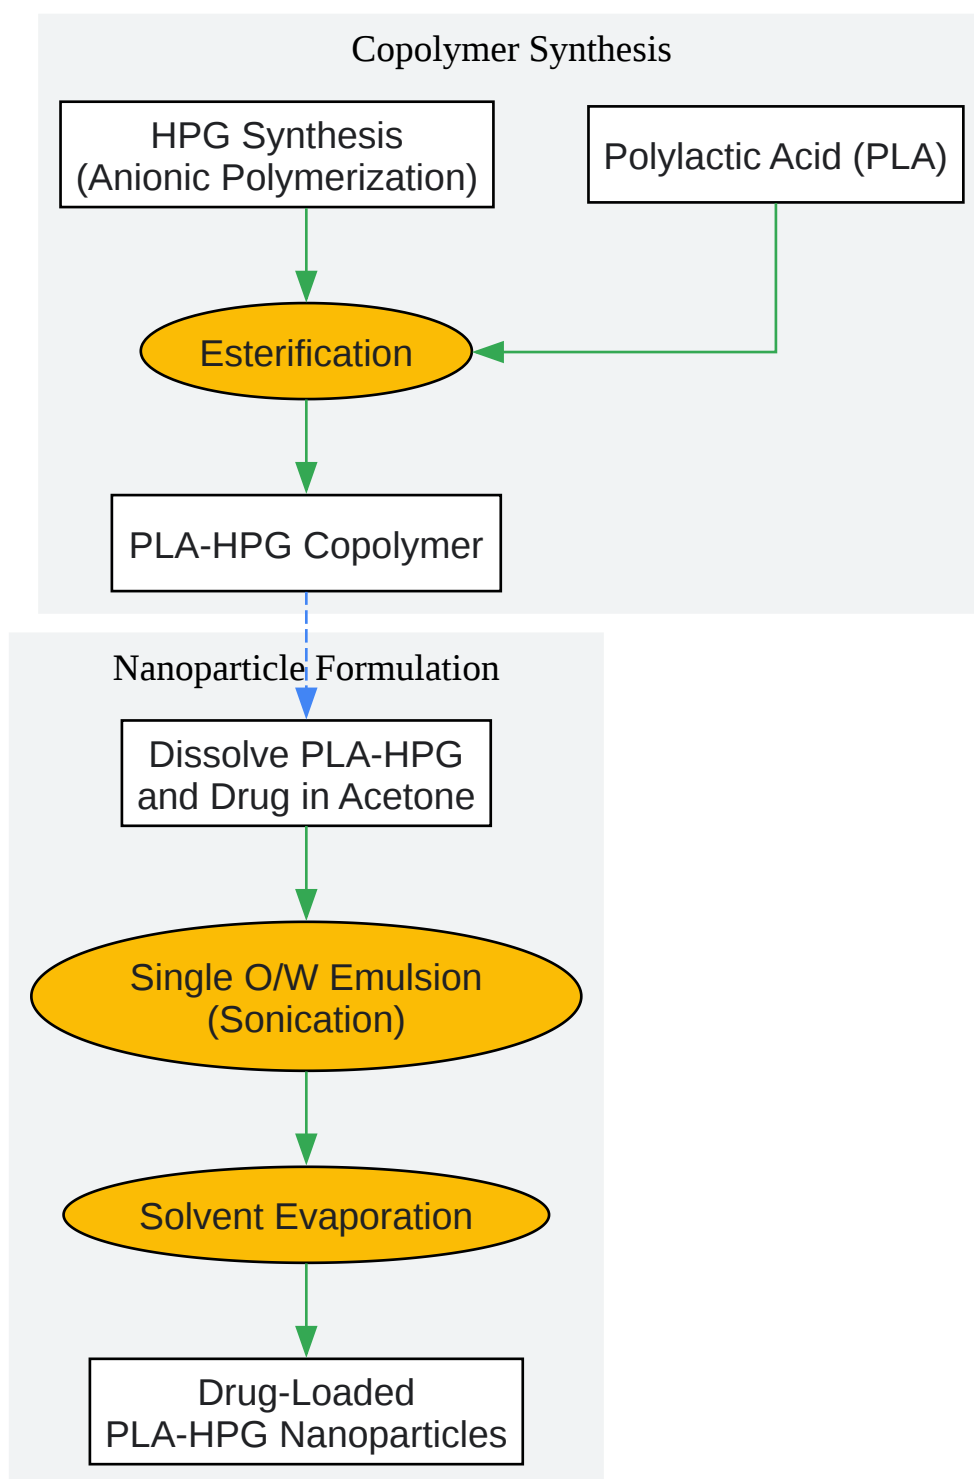 Copolymer Synthesis
HPG Synthesis
(Anionic Polymerization)
Polylactic Acid (PLA)
Esterification
PLA-HPG Copolymer
Nanoparticle Formulation
Dissolve PLA-HPG
and Drug in Acetone
Single O/W Emulsion
(Sonication)
Solvent Evaporation
Drug-Loaded
PLA-HPG Nanoparticles